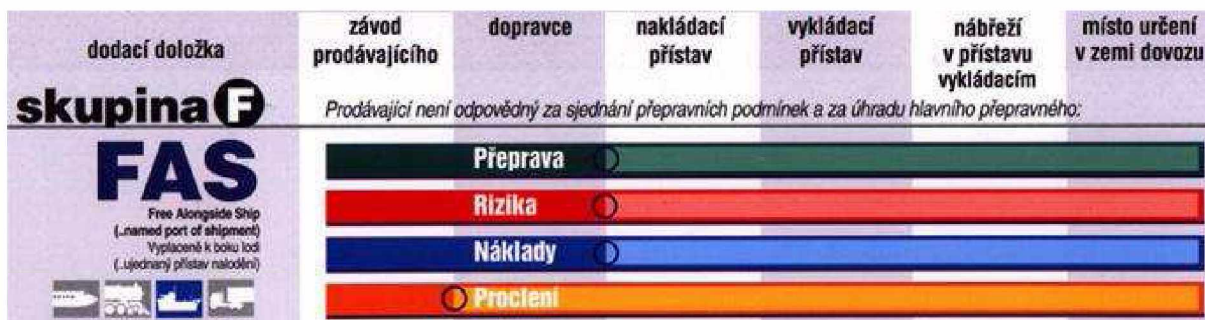 dodací doložka
závod
prodávajícího
dopravce
nakládací
přístav
vykládací
přístav
nábřeží
v přístavu
vykládacím
místo určení
v zemi dovozu
skupina F
Prodávající není odpovědný za sjednání přepravních podmínek a za úhradu hlavního přepravného:
FAS
Free Alongside Ship
(..named port of shipment)
Vyplaceně k boku lodi
(..ujednaný přístav nalodění)
Přeprava
Rizika
Náklady
Proclení